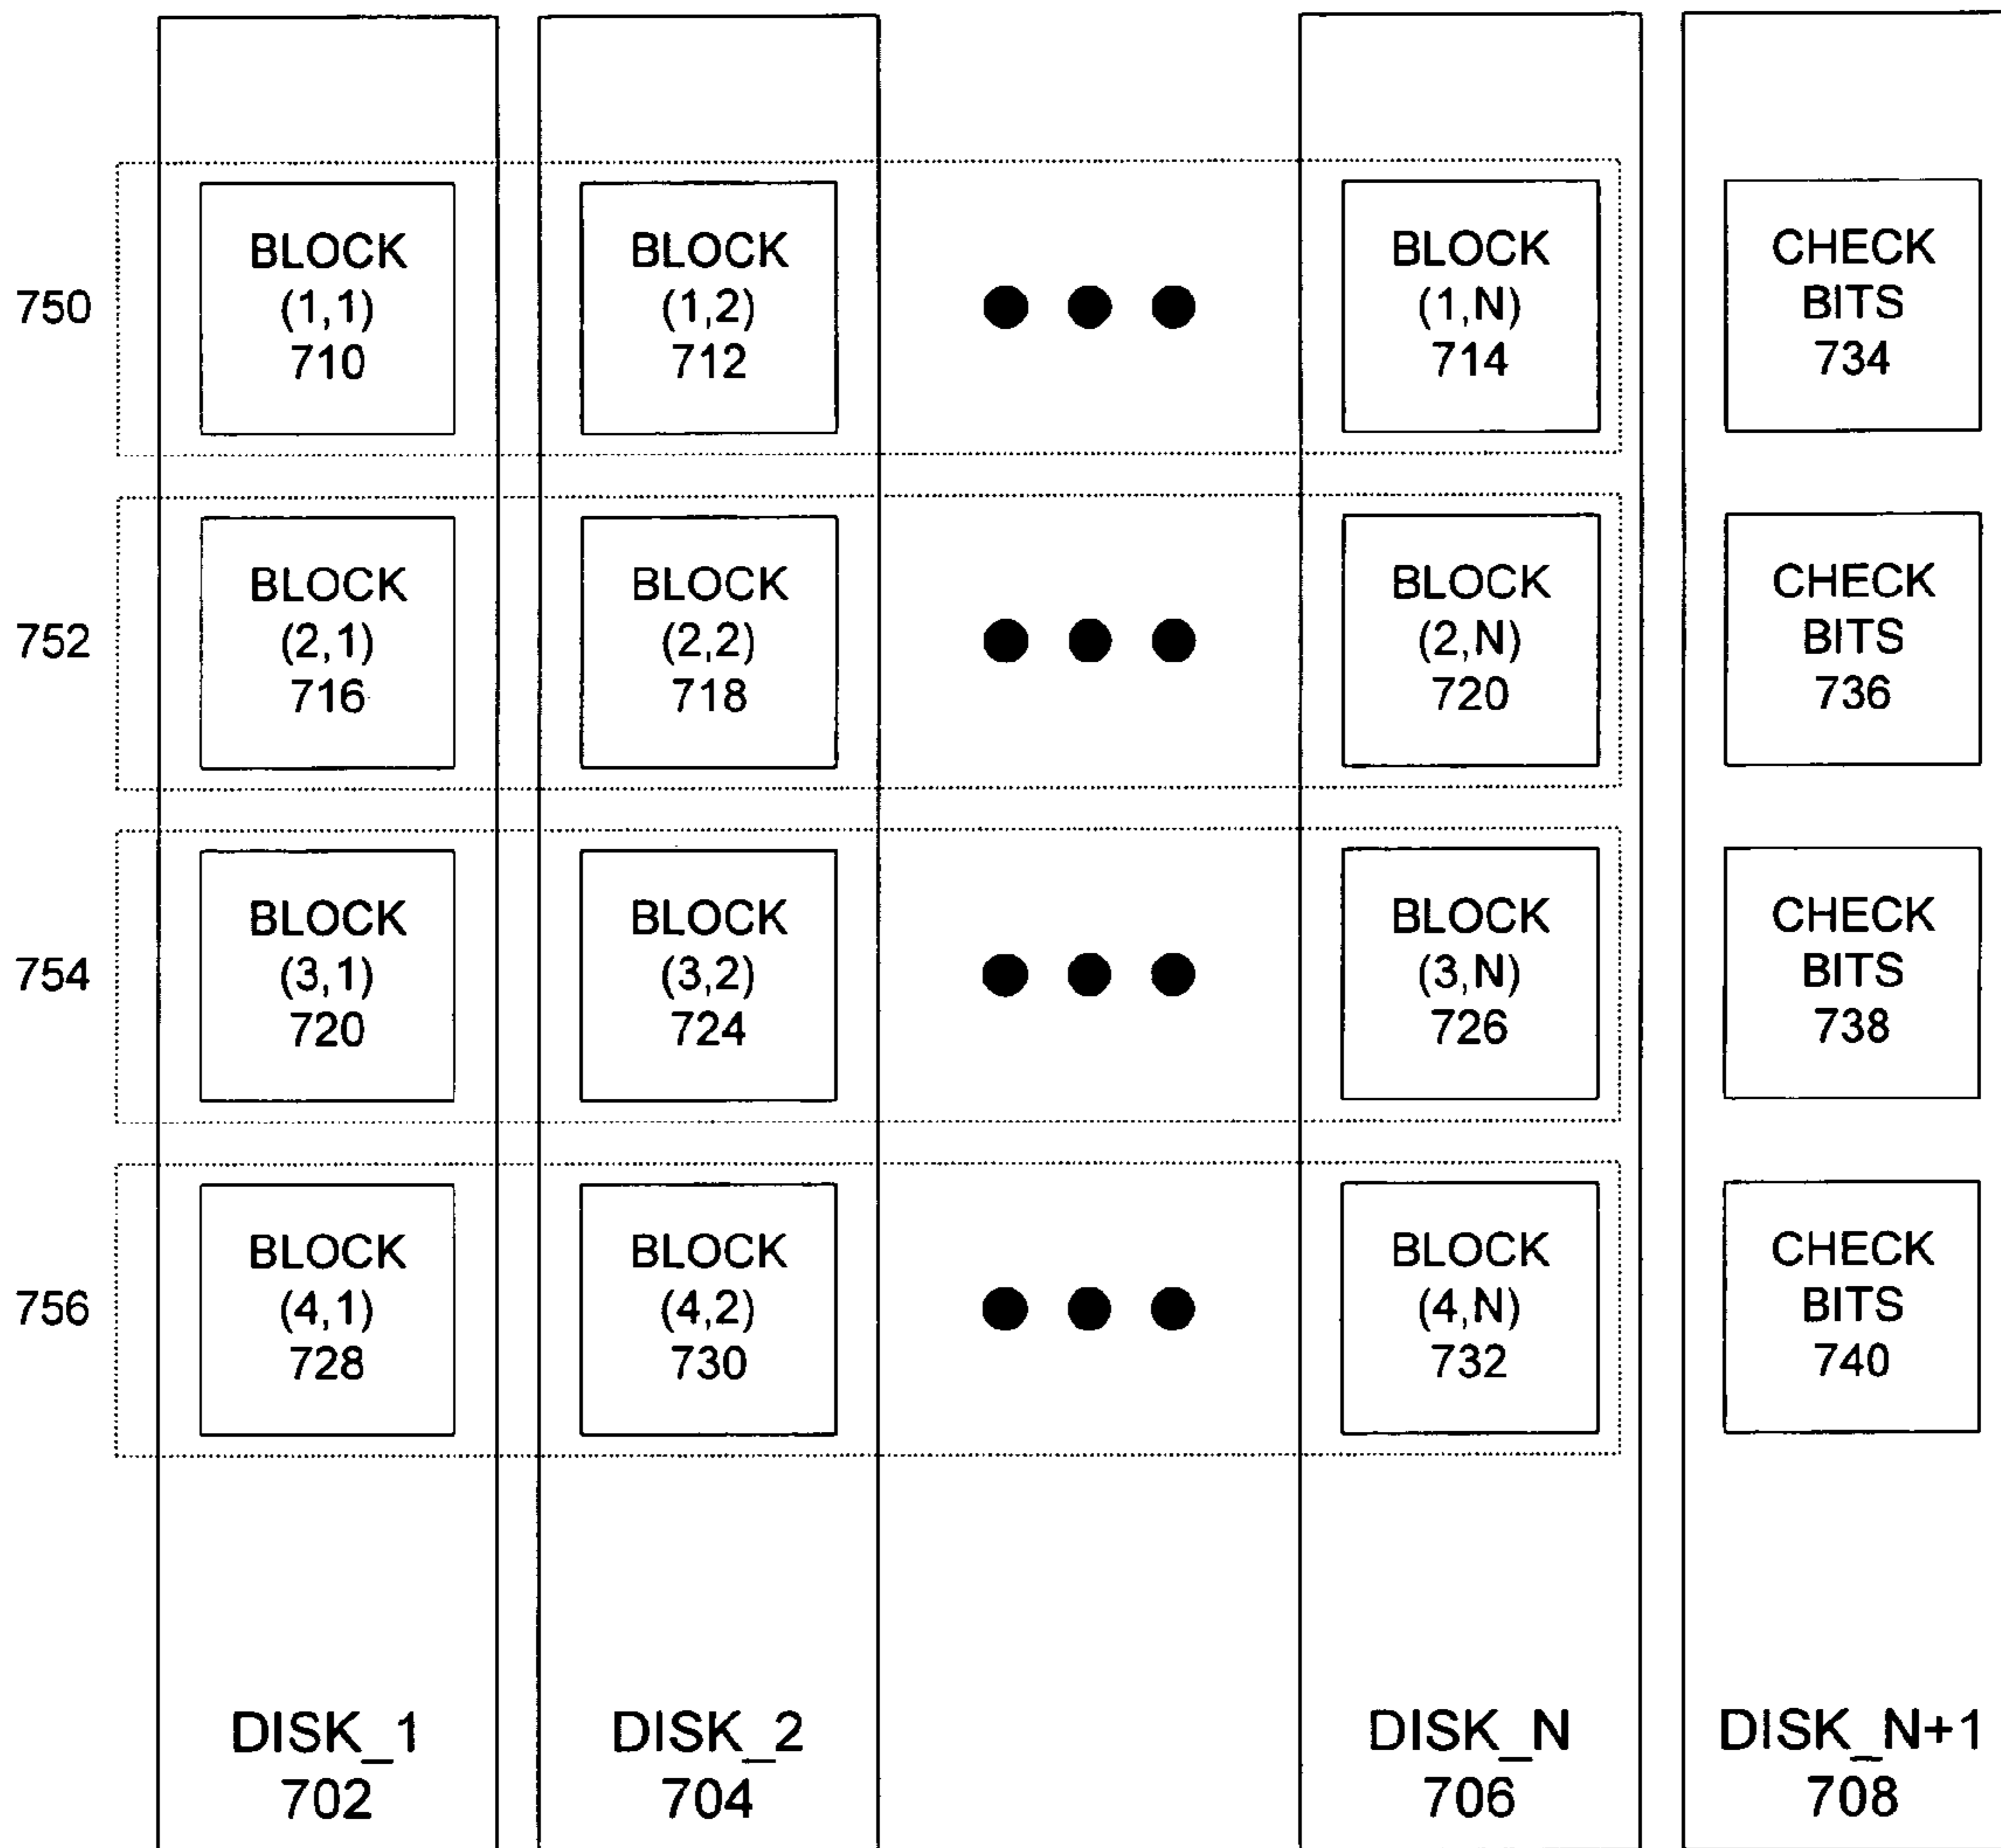 750
BLOCK
(1,1)
710
BLOCK
(1,2)
712
BLOCK
(1,N)
714
CHECK
BITS
734
752
BLOCK
(2,1)
716
BLOCK
(2,2)
718
BLOCK
(2,N)
720
CHECK
BITS
736
754
BLOCK
(3,1)
720
BLOCK
(3,2)
724
BLOCK
(3,N)
726
CHECK
BITS
738
756
BLOCK
(4,1)
728
BLOCK
(4,2)
730
BLOCK
(4,N)
732
CHECK
BITS
740
DISK_1
702
DISK_2
704
DISK_N
706
DISK_N+1
708